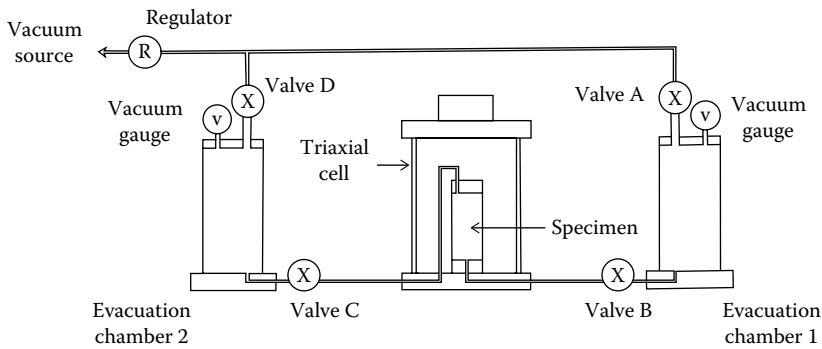 Regulator
Vacuum
source
R
Valve D
X
Vacuum
gauge
v
Triaxial
cell
Valve A
X
v
Vacuum
gauge
Specimen
X
Valve C
X
Valve B
Evacuation
chamber 2
Evacuation
chamber 1